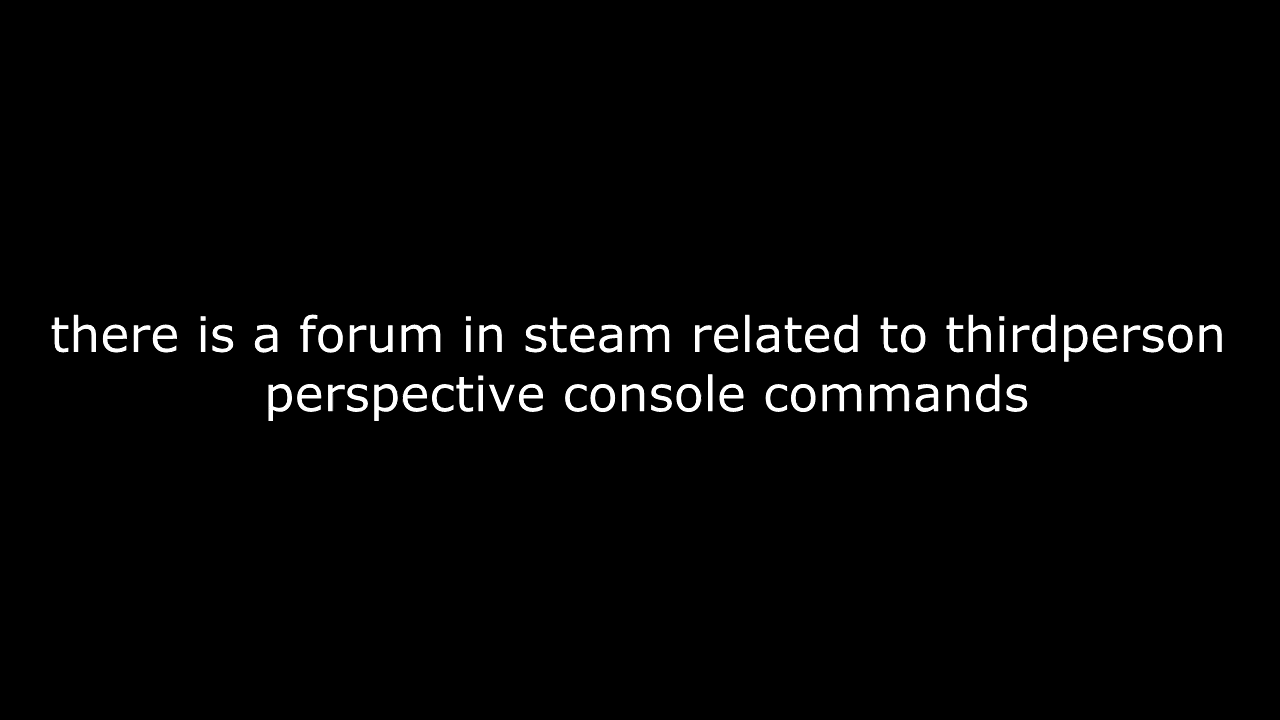 there is a forum in steam related to thirdperson
perspective console commands